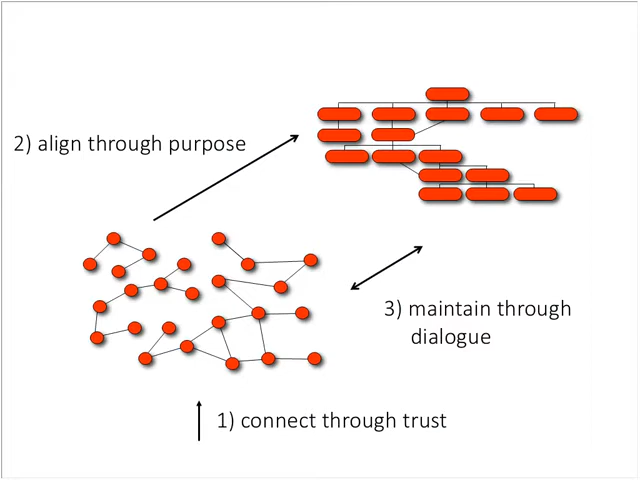 2) align through purpose
3) maintain through
dialogue
1) connect through trust